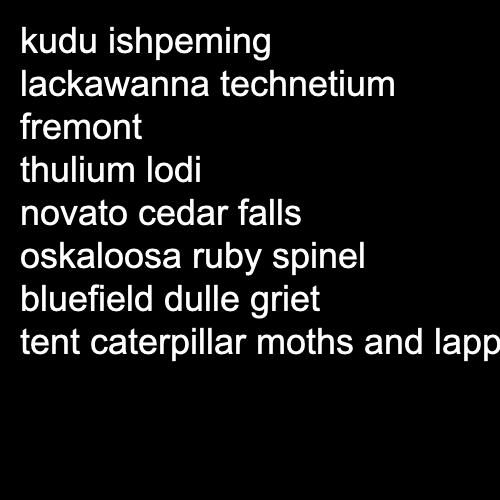 kudu ishpeming
lackawanna technetium
fremont
thulium lodi
novato cedar falls
oskaloosa ruby spinel
bluefield dulle griet
tent caterpillar moths and lapp